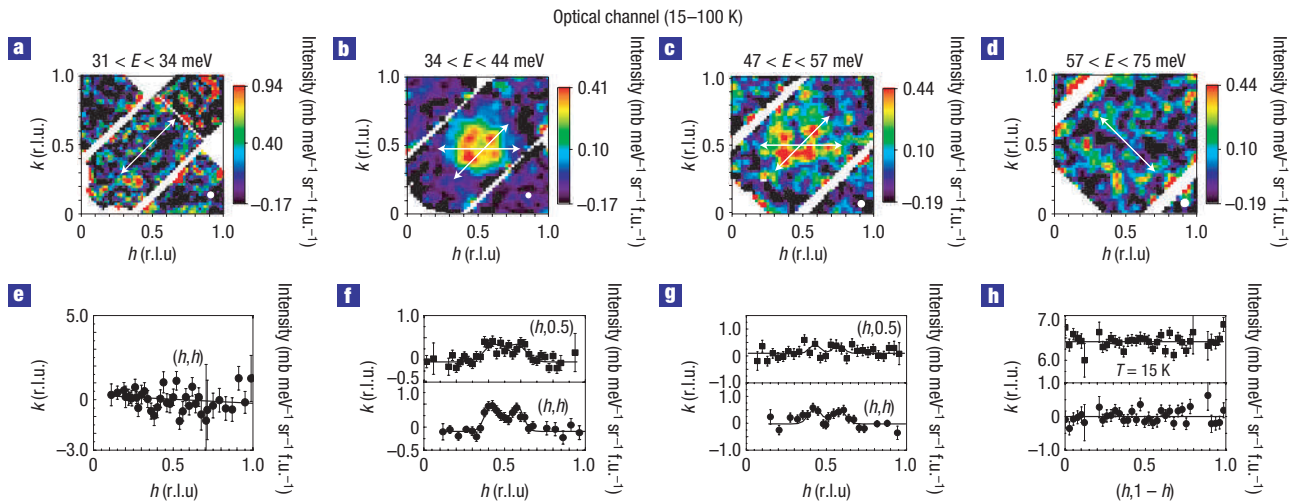 Optical channel (15–100 K)
a
31 < E < 34 meV
1.0
0.5
0
k (r.l.u.)
0
0.5
1.0
h (r.l.u)
0.94
0.40
–0.17
Intensity (mb meV–1 sr–1 f.u.–1)
b
34 < E < 44 meV
1.0
0.5
0
k (r.l.u.)
0
0.5
1.0
h (r.l.u)
0.41
0.10
–0.17
Intensity (mb meV–1 sr–1 f.u.–1)
c
47 < E < 57 meV
1.0
0.5
0
k (r.l.u.)
0
0.5
1.0
h (r.l.u)
0.44
0.10
–0.19
Intensity (mb meV–1 sr–1 f.u.–1)
d
57 < E < 75 meV
1.0
0.5
0
k (r.l.u.)
0
0.5
1.0
h (r.l.u)
0.44
0.10
–0.19
Intensity (mb meV–1 sr–1 f.u.–1)
e
5.0
0
–3.0
k (r.l.u.)
(h,h)
0
0.5
1.0
h (r.l.u)
Intensity (mb meV–1 sr–1 f.u.–1)
f
1.0
(h,0.5)
0
–0.5
1.0
(h,h)
0
–0.5
k (r.l.u.)
0
0.5
1.0
h (r.l.u)
Intensity (mb meV–1 sr–1 f.u.–1)
g
1.0
(h,0.5)
0
–1.0
1.0
(h,h)
0
–1.0
k (r.l.u.)
0
0.5
1.0
h (r.l.u)
Intensity (mb meV–1 sr–1 f.u.–1)
h
7.0
6.0
T = 15 K
1.0
0
1.0
k (r.l.u.)
0
0.5
1.0
(h,1 – h)
Intensity (mb meV–1 sr–1 f.u.–1)